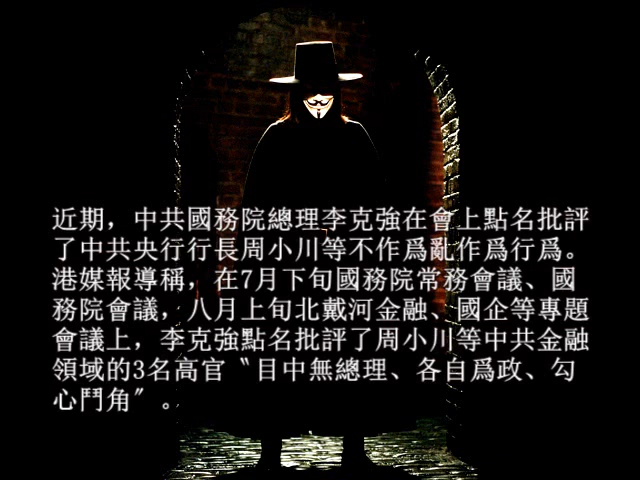 近期，中共國務院總理李克強在會上點名批評
了中共央行行長周小川等不作爲亂作爲行爲。
港媒報導稱，在7月下旬國務院常務會議、國
務院會議，八月上旬北戴河金融、國企等專題
會議上，李克強點名批評了周小川等中共金融
領域的3名高官〝目中無總理、各自爲政、勾
心鬥角〞。